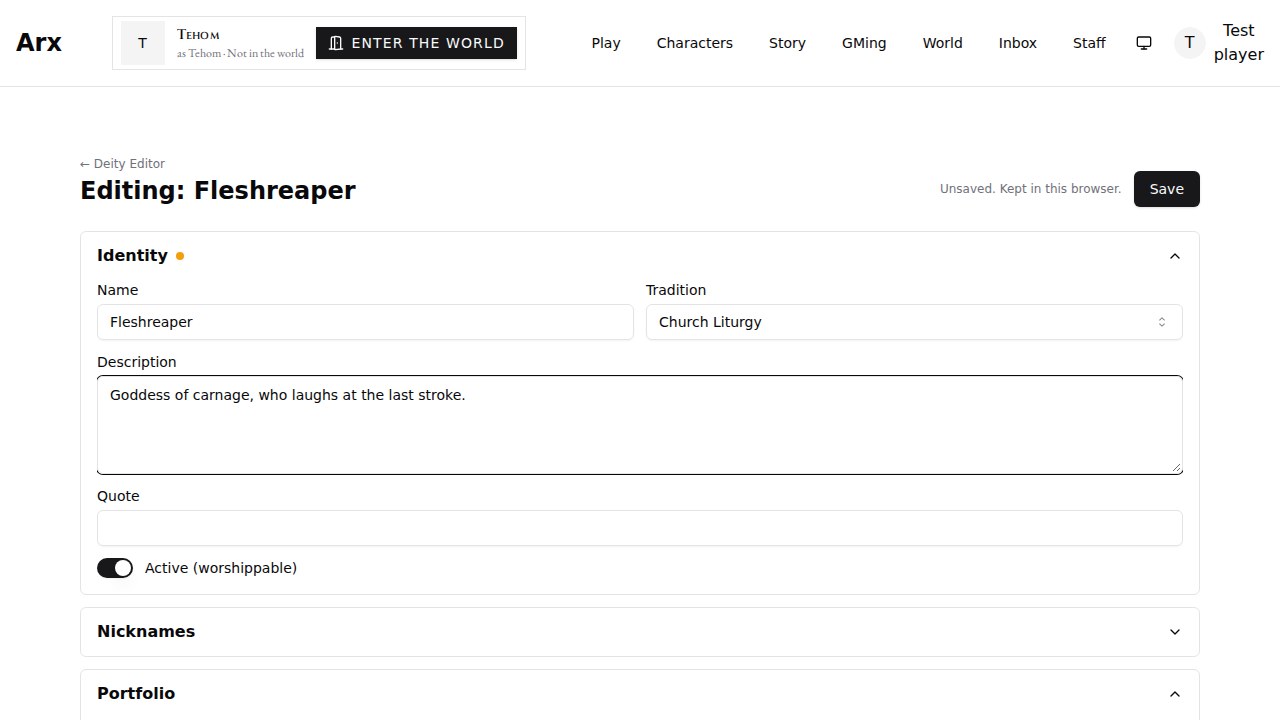 Arx
T
Tehom
as Tehom · Not in the world
ENTER THE WORLD
Play
Characters
Story
GMing
World
Inbox
Staff
T
Test
player
← Deity Editor
Editing: Fleshreaper
Unsaved. Kept in this browser.
Save
Identity
Name
Tradition
Fleshreaper
Church Liturgy
Description
Goddess of carnage, who laughs at the last stroke.
Quote
Active (worshippable)
Nicknames
Portfolio